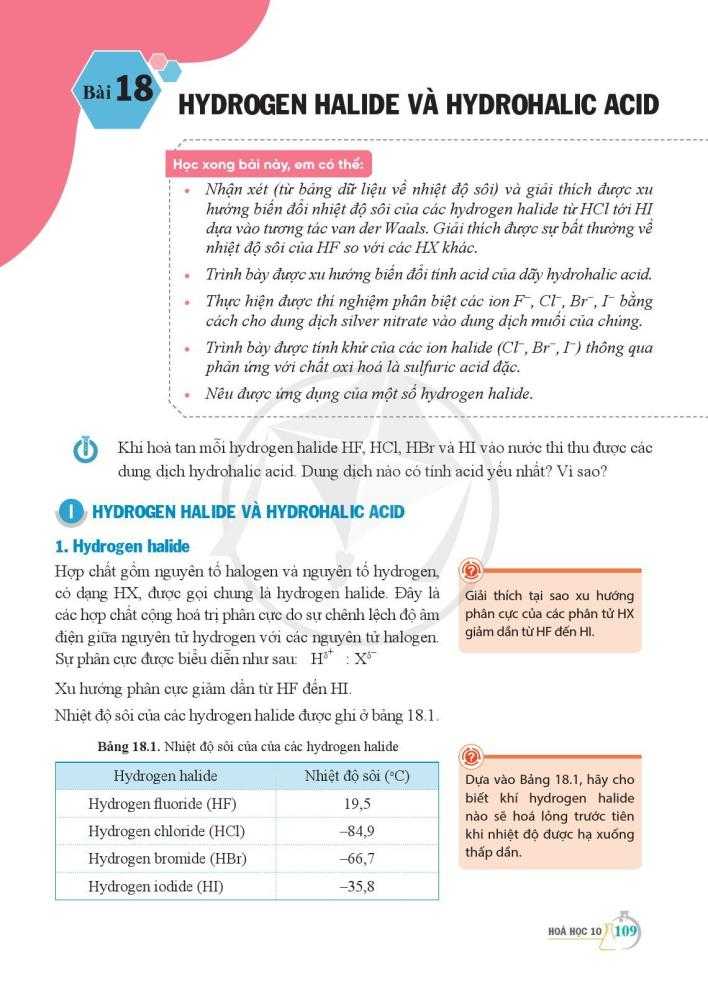 Bài 18
HYDROGEN HALIDE VÀ HYDROHALIC ACID
Học xong bài này, em có thể:
• Nhận xét (từ bảng dữ liệu về nhiệt độ sôi) và giải thích được xu
hướng biến đổi nhiệt độ sôi của các hydrogen halide từ HCl tới HI
dựa vào tương tác van der Waals. Giải thích được sự bất thường về
nhiệt độ sôi của HF so với các HX khác.
• Trình bày được xu hướng biến đổi tính acid của dãy hydrohalic acid.
• Thực hiện được thí nghiệm phân biệt các ion F⁻, Cl⁻, Br⁻, I⁻ bằng
cách cho dung dịch silver nitrate vào dung dịch muối của chúng.
• Trình bày được tính khử của các ion halide (Cl⁻, Br⁻, I⁻) thông qua
phản ứng với chất oxi hoá là sulfuric acid đặc.
• Nêu được ứng dụng của một số hydrogen halide.
Khi hoà tan mỗi hydrogen halide HF, HCl, HBr và HI vào nước thì thu được các
dung dịch hydrohalic acid. Dung dịch nào có tính acid yếu nhất? Vì sao?
I HYDROGEN HALIDE VÀ HYDROHALIC ACID
1. Hydrogen halide
Hợp chất gồm nguyên tố halogen và nguyên tố hydrogen,
có dạng HX, được gọi chung là hydrogen halide. Đây là
các hợp chất cộng hoá trị phân cực do sự chênh lệch độ âm
điện giữa nguyên tử hydrogen với các nguyên tử halogen.
Sự phân cực được biểu diễn như sau: Hᵟ⁺ : Xᵟ⁻
Xu hướng phân cực giảm dần từ HF đến HI.
Nhiệt độ sôi của các hydrogen halide được ghi ở bảng 18.1.
?
Giải thích tại sao xu hướng
phân cực của các phân tử HX
giảm dần từ HF đến HI.
Bảng 18.1. Nhiệt độ sôi của của các hydrogen halide
Hydrogen halide Nhiệt độ sôi (°C)
Hydrogen fluoride (HF) 19,5
Hydrogen chloride (HCl) –84,9
Hydrogen bromide (HBr) –66,7
Hydrogen iodide (HI) –35,8
?
Dựa vào Bảng 18.1, hãy cho
biết khí hydrogen halide
nào sẽ hoá lỏng trước tiên
khi nhiệt độ được hạ xuống
thấp dần.
HOÁ HỌC 10 109